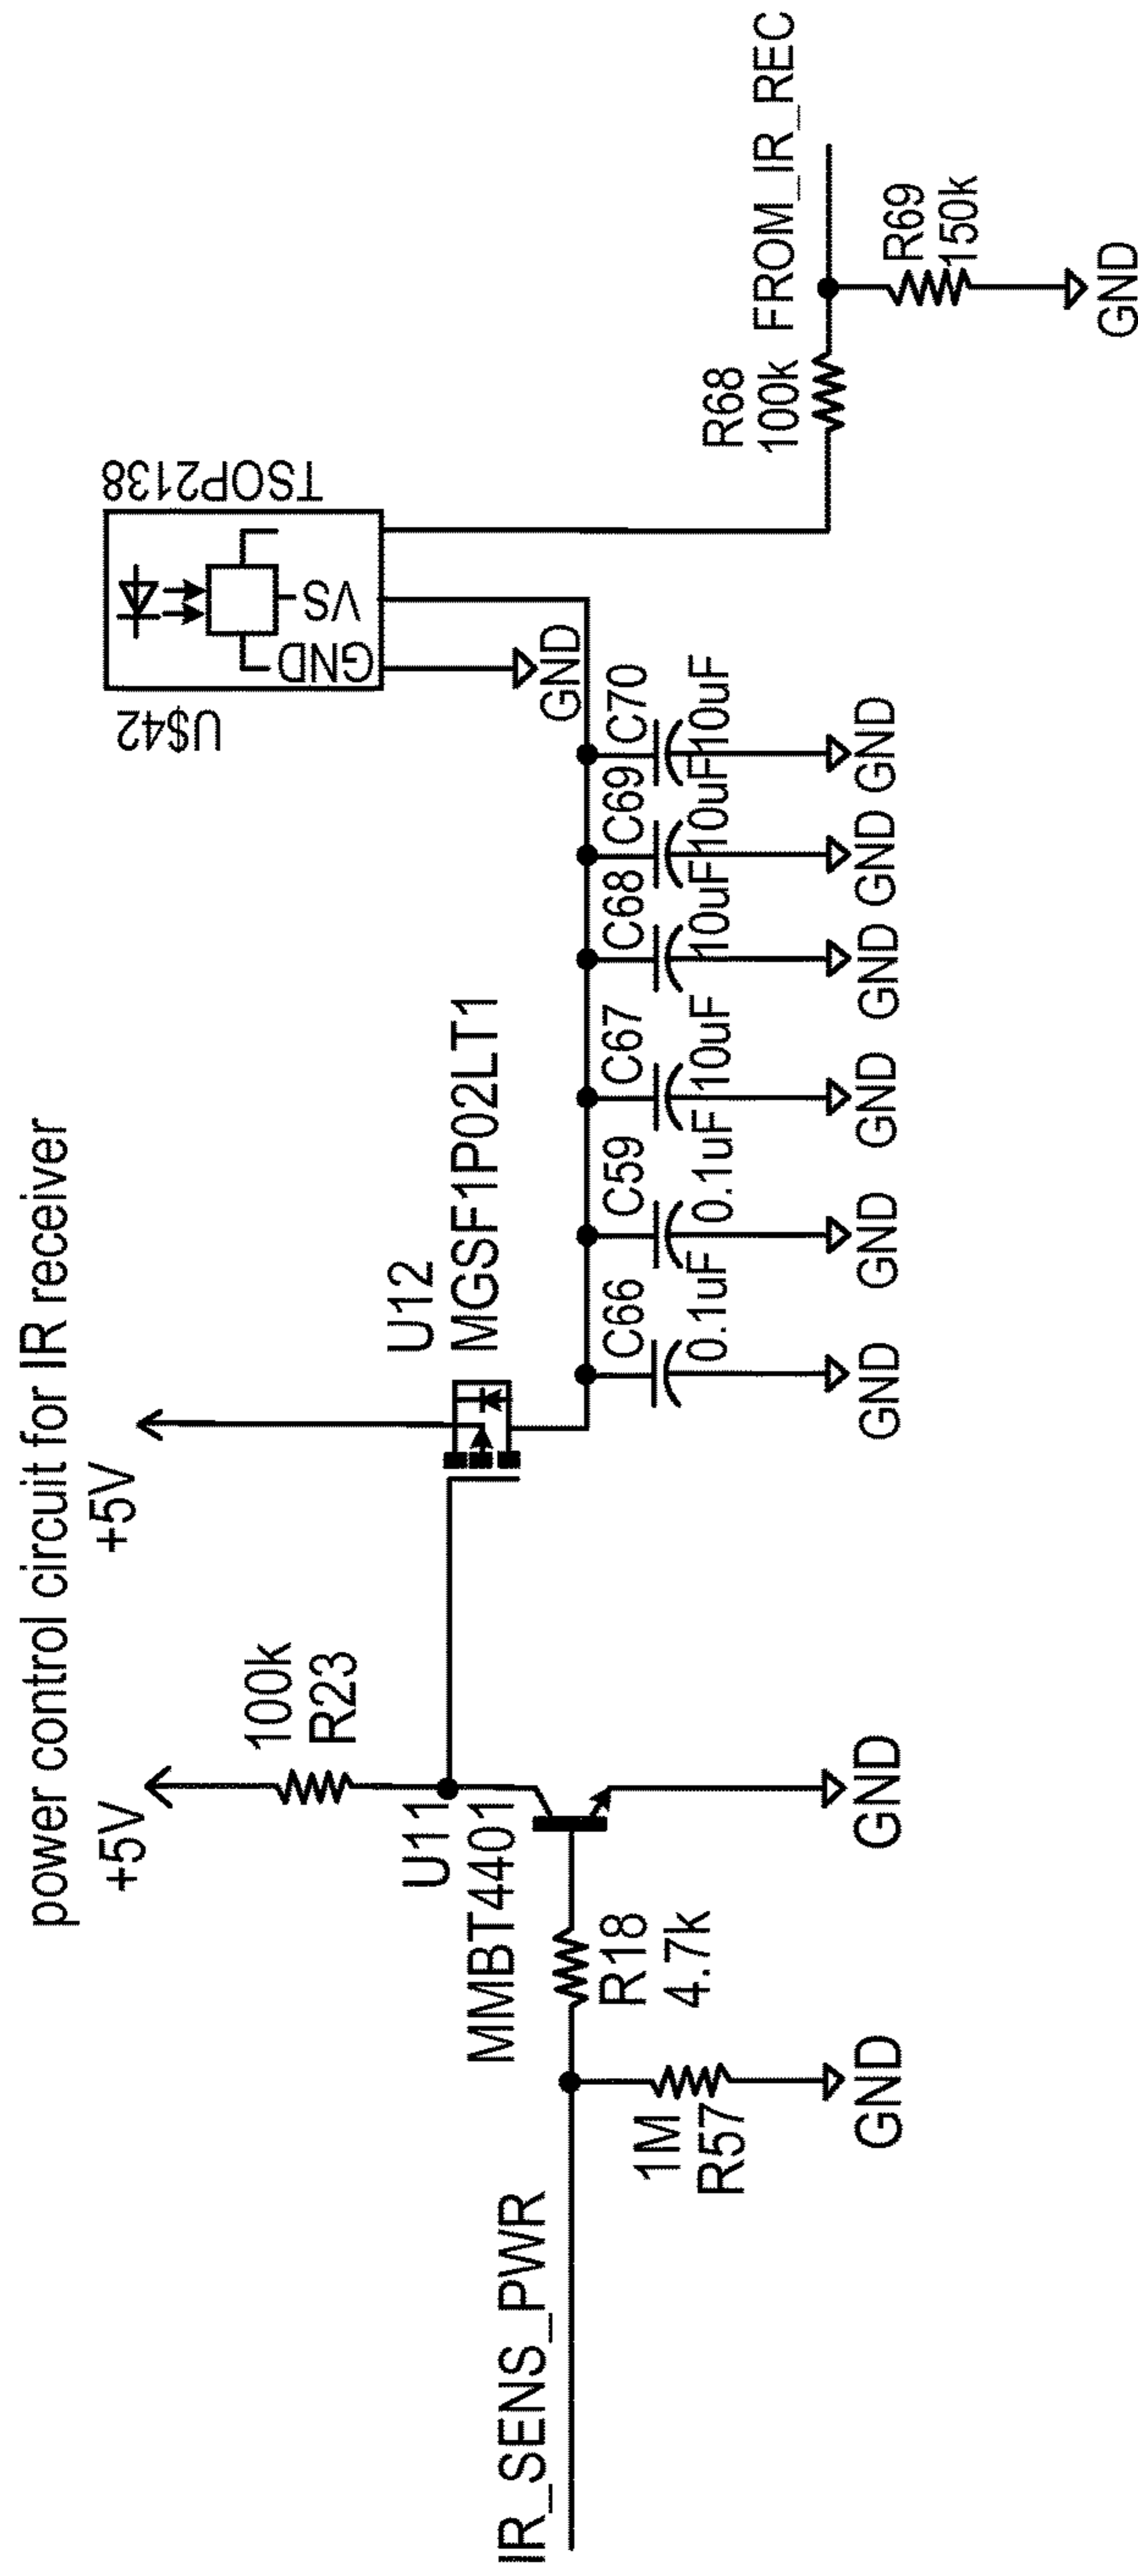 power control circuit for IR receiver
IR_SENS_PWR
1M
R57
GND
R18
4.7k
U11
MMBT4401
+5V
100k
R23
GND
+5V
U12
MGSF1P02LT1
C66
0.1uF
GND
C59
0.1uF
GND
C67
10uF
GND
C68
10uF
GND
C69
10uF
GND
C70
10uF
GND
U$42
TSOP2138
GND
VS
GND
R68
100k
FROM_IR_REC
R69
150k
GND